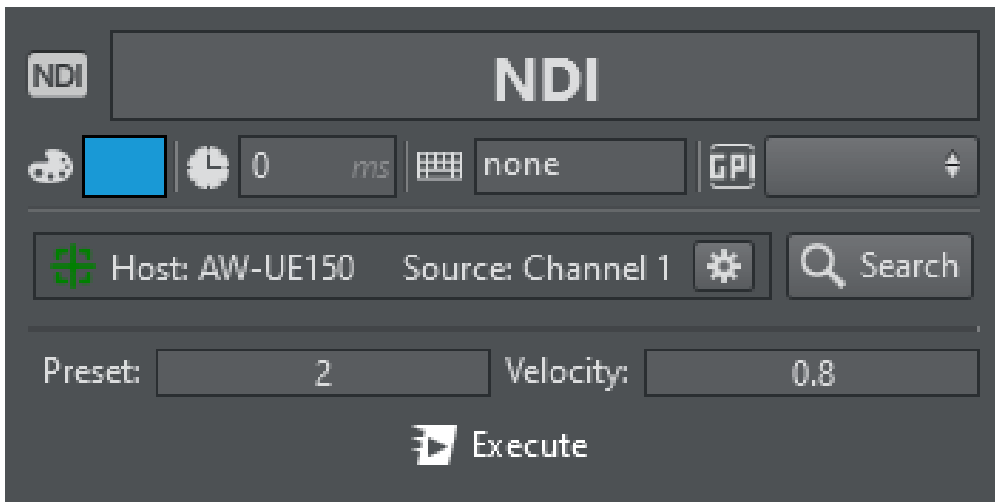 NDI NDI
0 ms none GPI
Host: AW-UE150 Source: Channel 1 Search
Preset: 2 Velocity: 0.8
Execute